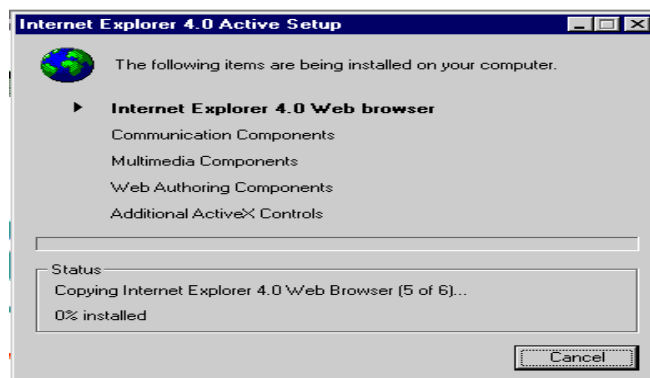 Internet Explorer 4.0 Active Setup
The following items are being installed on your computer.
Internet Explorer 4.0 Web browser
Communication Components
Multimedia Components
Web Authoring Components
Additional ActiveX Controls
Status
Copying Internet Explorer 4.0 Web Browser (5 of 6)...
0% installed
Cancel